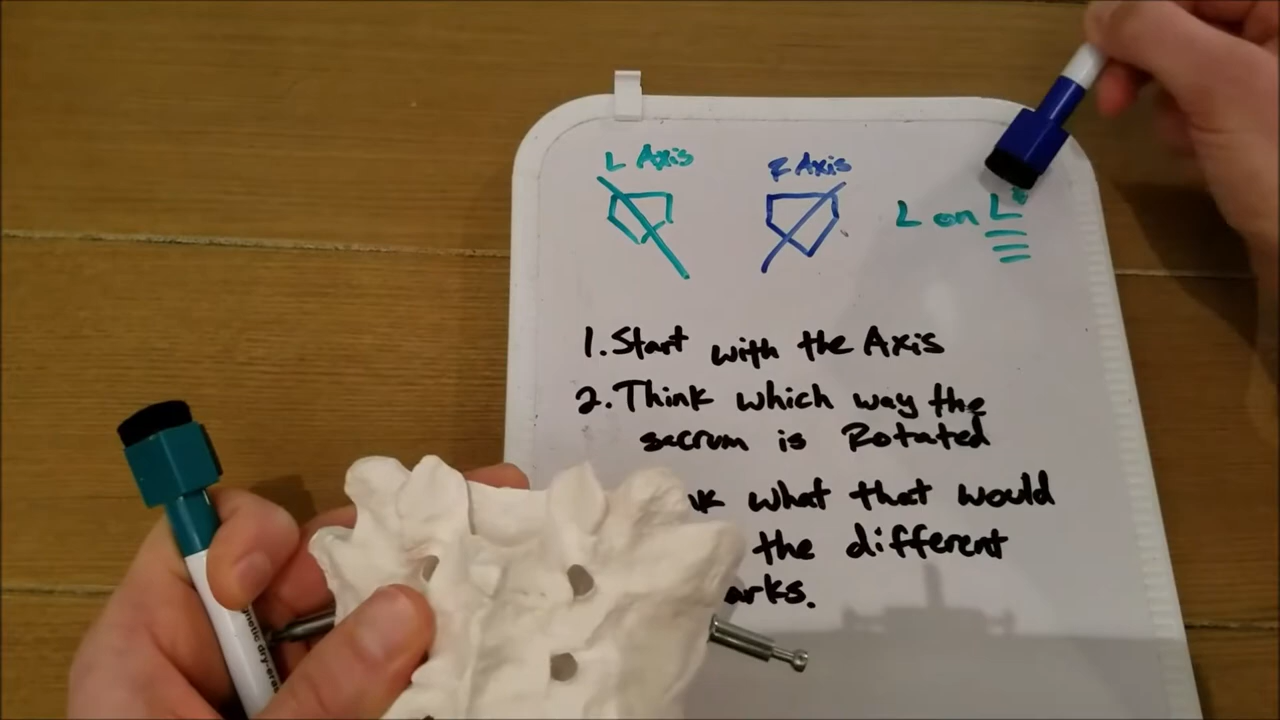 L Axis
R Axis
L on L
1. Start with the Axis
2. Think which way the
sacrum is Rotated
what that would
the different
arks.